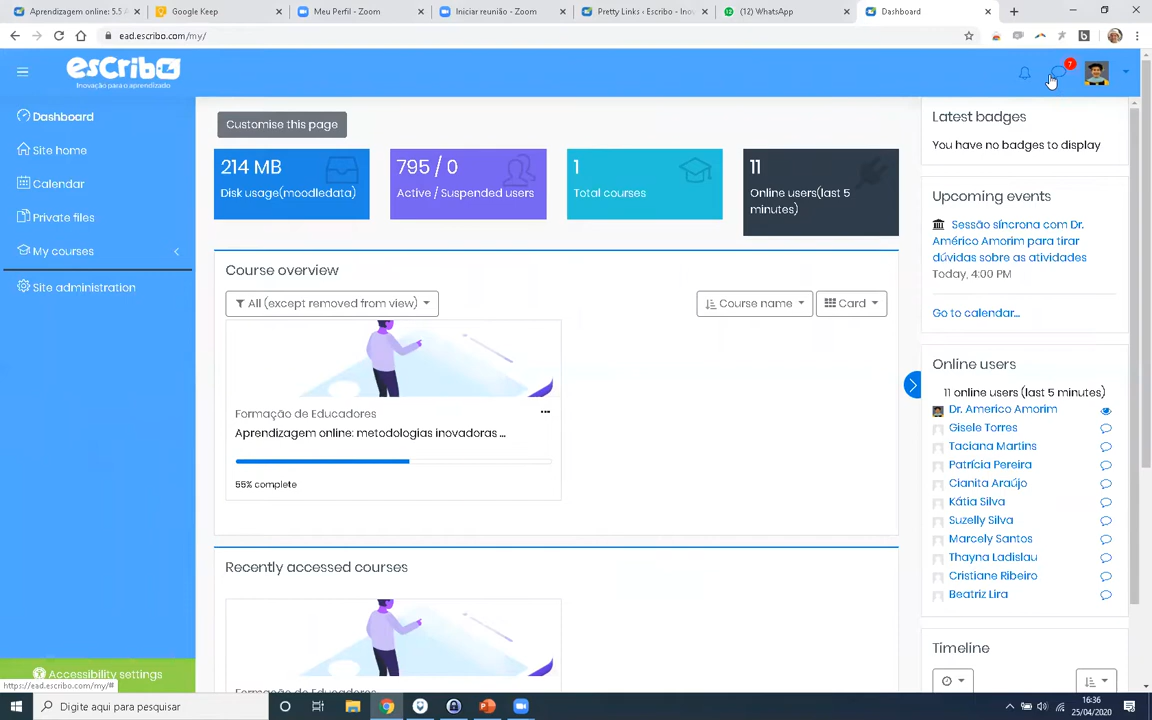 Aprendizagem online: 5.5 A
Google Keep
Meu Perfil - Zoom
Iniciar reunião - Zoom
Pretty Links ‹ Escribo - Inov
(12) WhatsApp
Dashboard
ead.escribo.com/my/
esCribo
Inovação para o aprendizado
7
Dashboard
Site home
Calendar
Private files
My courses
Site administration
Accessibility settings
https://ead.escribo.com/my/#
Customise this page
214 MB
Disk usage(moodledata)
795 / 0
Active / Suspended users
1
Total courses
11
Online users(last 5
minutes)
Course overview
All (except removed from view)
Course name
Card
Formação de Educadores
Aprendizagem online: metodologias inovadoras ...
55% complete
Recently accessed courses
Formação de Educadores
Latest badges
You have no badges to display
Upcoming events
Sessão síncrona com Dr.
Américo Amorim para tirar
dúvidas sobre as atividades
Today, 4:00 PM
Go to calendar...
Online users
11 online users (last 5 minutes)
Dr. Americo Amorim
Gisele Torres
Taciana Martins
Patrícia Pereira
Cianita Araújo
Kátia Silva
Suzelly Silva
Marcely Santos
Thayna Ladislau
Cristiane Ribeiro
Beatriz Lira
Timeline
Digite aqui para pesquisar
16:36
25/04/2020